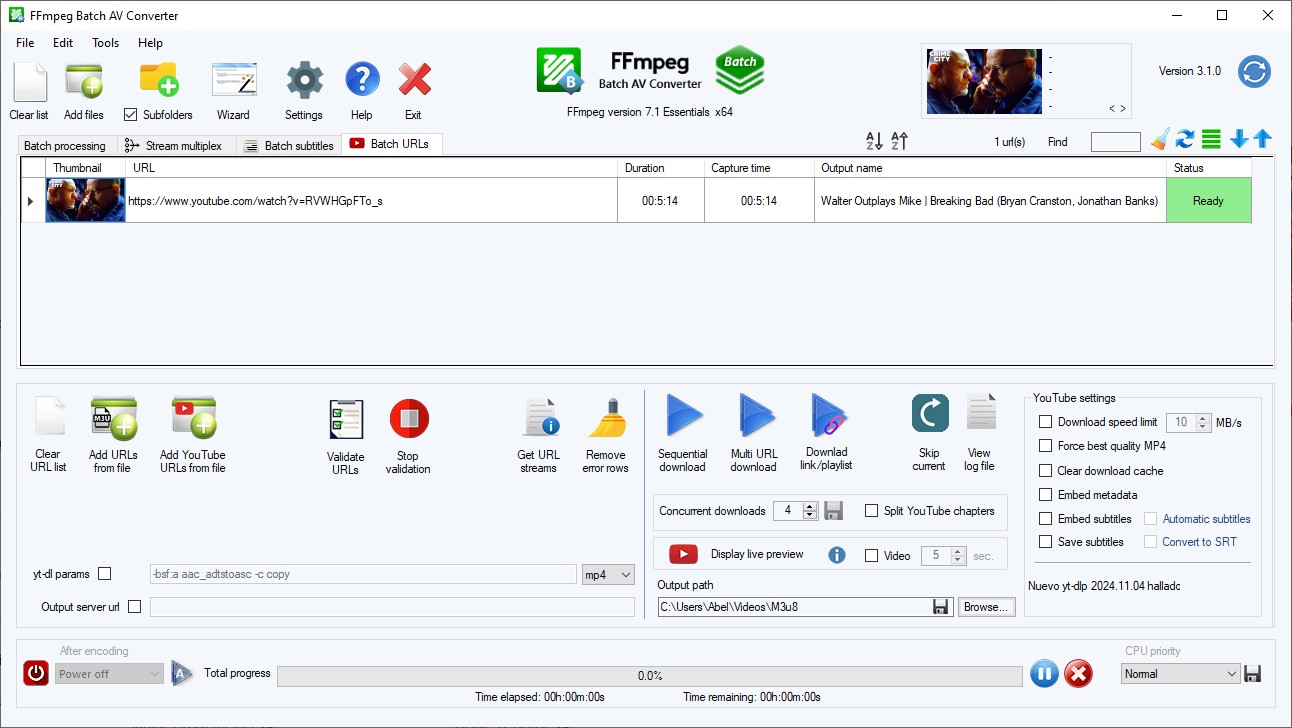 FFmpeg Batch AV Converter
File Edit Tools Help
Clear list
Add files
Subfolders
Wizard
Settings
Help
Exit
FFmpeg
Batch AV Converter
Batch
FFmpeg version 7.1 Essentials x64
CRIME
CITY
-
-
-
-
< >
Version 3.1.0
Batch processing
Stream multiplex
Batch subtitles
Batch URLs
1 url(s)
Find
Thumbnail URL Duration Capture time Output name Status
https://www.youtube.com/watch?v=RVWHGpFTo_s 00:5:14 00:5:14 Walter Outplays Mike | Breaking Bad (Bryan Cranston, Jonathan Banks) Ready
Clear
URL list
M3U
Add URLs
from file
Add YouTube
URLs from file
Validate
URLs
Stop
validation
Get URL
streams
Remove
error rows
Sequential
download
Multi URL
download
Downlad
link/playlist
Skip
current
View
log file
Concurrent downloads 4
Split YouTube chapters
Display live preview
Video 5 sec.
Output path
C:\Users\Abel\Videos\M3u8
Browse...
YouTube settings
Download speed limit 10 MB/s
Force best quality MP4
Clear download cache
Embed metadata
Embed subtitles Automatic subtitles
Save subtitles Convert to SRT
Nuevo yt-dlp 2024.11.04 hallado
yt-dl params
-bsf:a aac_adtstoasc -c copy
mp4
Output server url
After encoding
Power off
Total progress
0.0%
Time elapsed: 00h:00m:00s
Time remaining: 00h:00m:00s
CPU priority
Normal